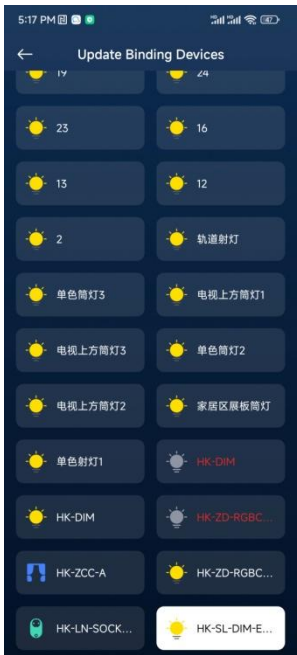 5:17 PM
Update Binding Devices
19
24
23
16
13
12
2
轨道射灯
单色筒灯3
电视上方筒灯1
电视上方筒灯3
单色筒灯2
电视上方筒灯2
家居区展板筒灯
单色射灯1
HK-DIM
HK-DIM
HK-ZD-RGBC...
HK-ZCC-A
HK-ZD-RGBC...
HK-LN-SOCK...
HK-SL-DIM-E...